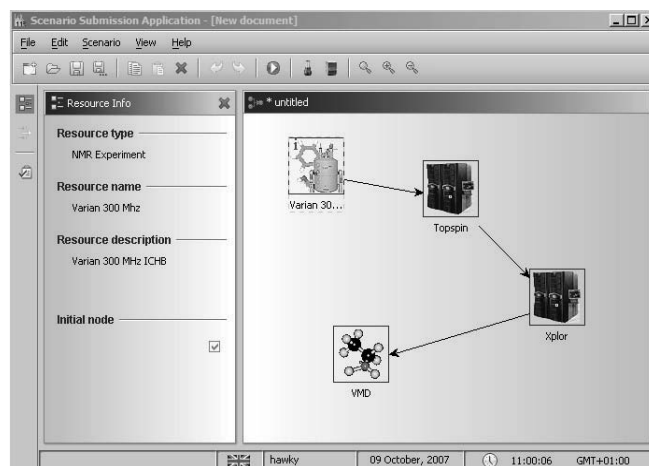 Scenario Submission Application - [New document]
File Edit Scenario View Help
Resource Info
Resource type
NMR Experiment
Resource name
Varian 300 Mhz
Resource description
Varian 300 MHz ICHB
Initial node
* untitled
1
Varian 30...
Topspin
Xplor
VMD
hawky 09 October, 2007 11:00:06 GMT+01:00